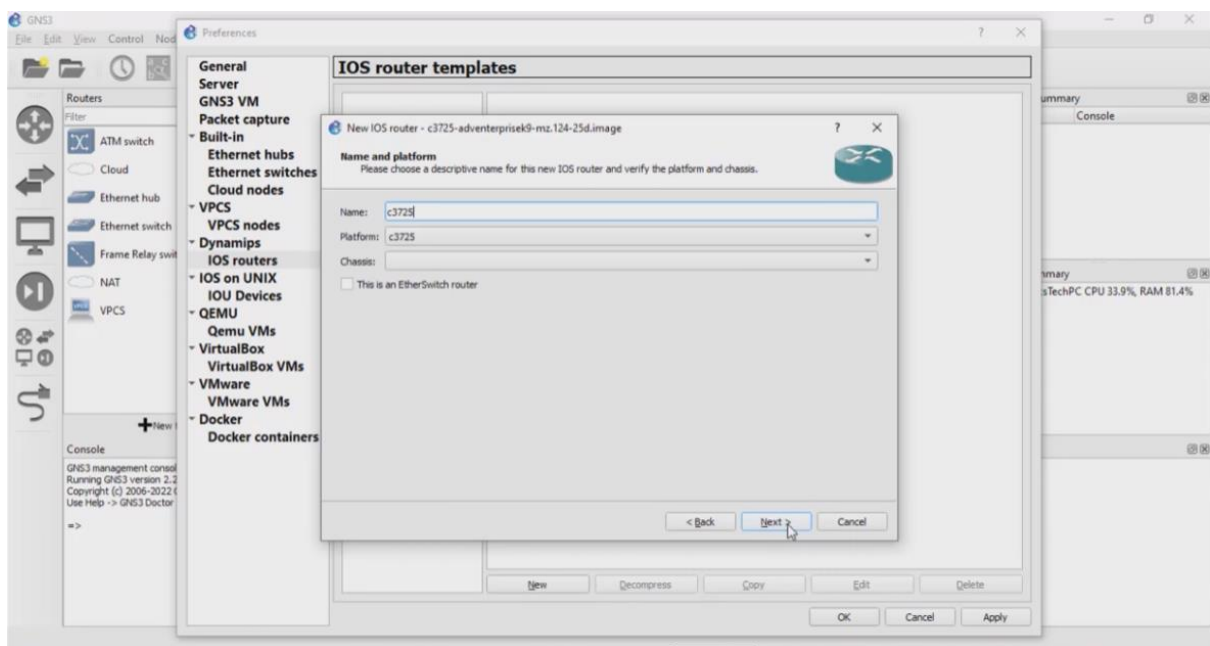 GNS3
File Edit View Control Nod
Preferences
Routers
Filter
ATM switch
Cloud
Ethernet hub
Ethernet switch
Frame Relay swit
NAT
VPCS
New
Console
GNS3 management consol
Running GNS3 version 2.2
Copyright (c) 2006-2022
Use Help -> GNS3 Doctor
=>
General
Server
GNS3 VM
Packet capture
Built-in
Ethernet hubs
Ethernet switches
Cloud nodes
VPCS
VPCS nodes
Dynamips
IOS routers
IOS on UNIX
IOU Devices
QEMU
Qemu VMs
VirtualBox
VirtualBox VMs
VMware
VMware VMs
Docker
Docker containers
IOS router templates
New IOS router - c3725-adventerprisek9-mz.124-25d.image
Name and platform
Please choose a descriptive name for this new IOS router and verify the platform and chassis.
Name: c3725
Platform: c3725
Chassis:
This is an EtherSwitch router
< Back Next > Cancel
New Decompress Copy Edit Delete
OK Cancel Apply
ummary
Console
mmary
sTechPC CPU 33.9%, RAM 81.4%